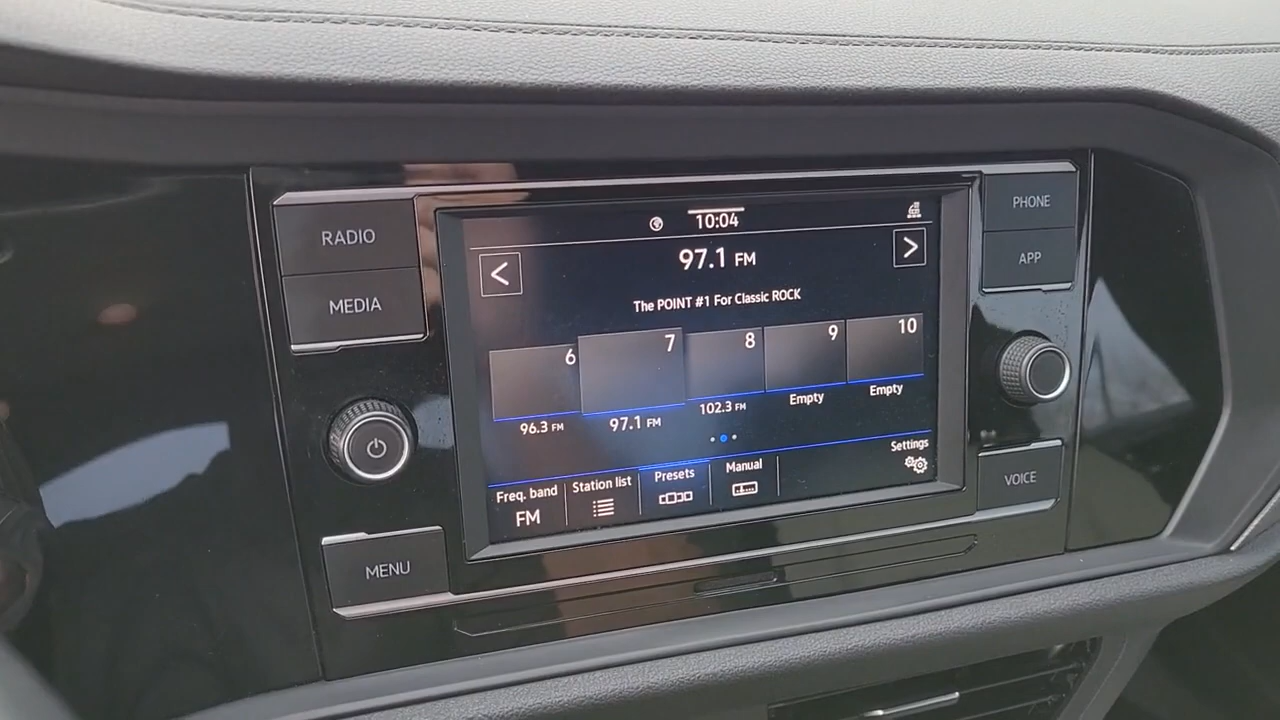 RADIO
MEDIA
MENU
10:04
97.1 FM
<
>
The POINT #1 For Classic ROCK
6
7
8
9
10
96.3 FM
97.1 FM
102.3 FM
Empty
Empty
Freq. band
FM
Station list
Presets
Manual
Settings
PHONE
APP
VOICE